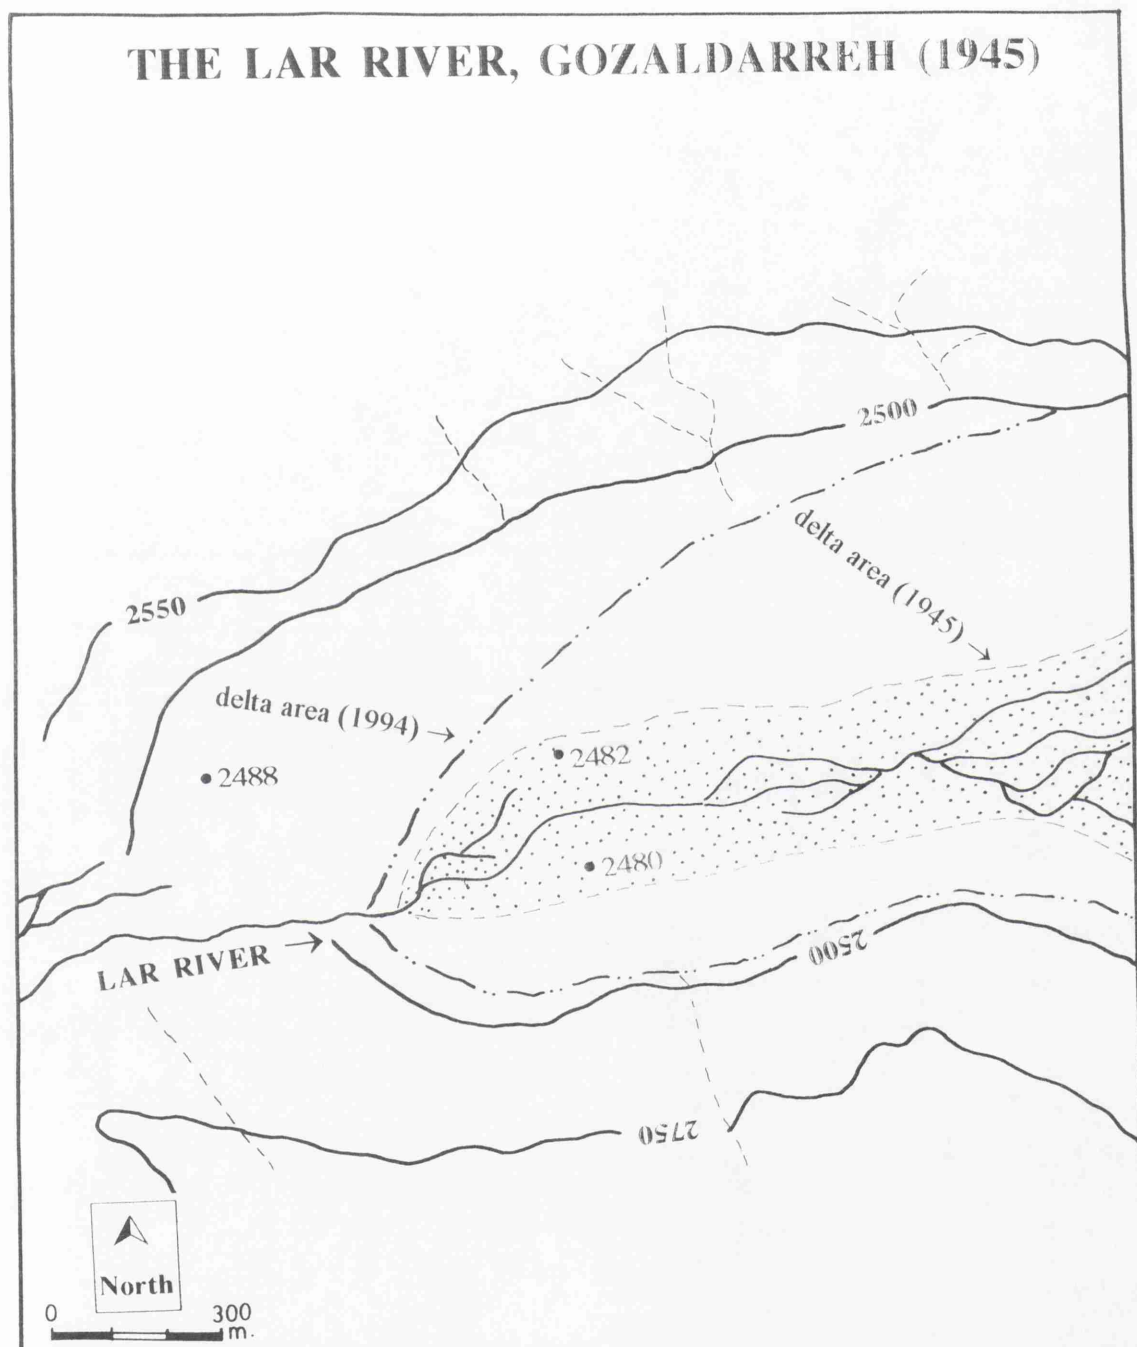 THE LAR RIVER, GOZALDARREH (1945)
2500
delta area (1945) →
2550
delta area (1994) →
2482
2488
2480
2500
LAR RIVER →
2750
North
0 300
m.